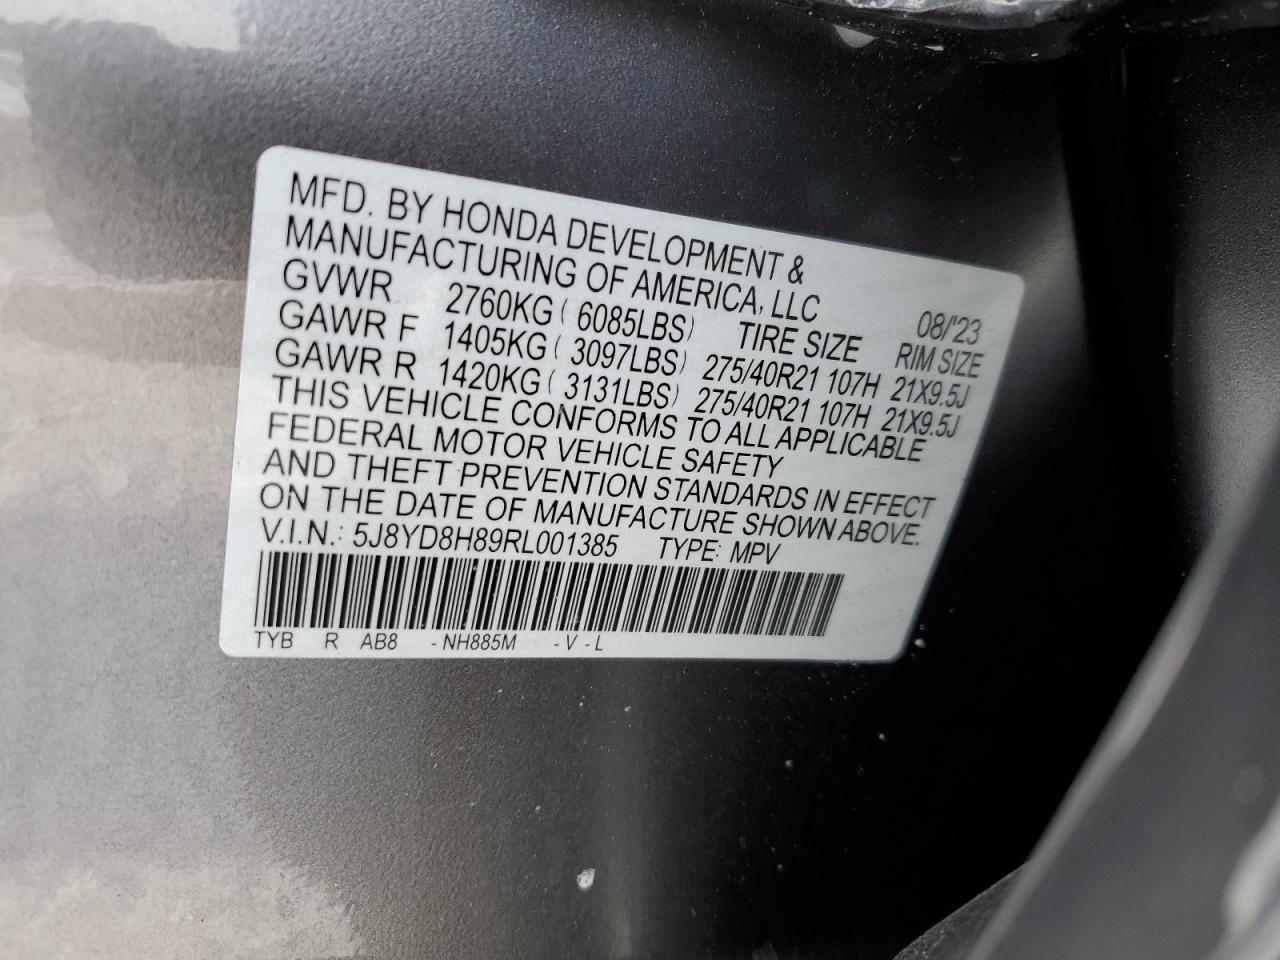 MFD. BY HONDA DEVELOPMENT &
MANUFACTURING OF AMERICA, LLC 08/'23
GVWR 2760KG ( 6085LBS) TIRE SIZE RIM SIZE
GAWR F 1405KG ( 3097LBS) 275/40R21 107H 21X9.5J
GAWR R 1420KG ( 3131LBS) 275/40R21 107H 21X9.5J
THIS VEHICLE CONFORMS TO ALL APPLICABLE
FEDERAL MOTOR VEHICLE SAFETY
AND THEFT PREVENTION STANDARDS IN EFFECT
ON THE DATE OF MANUFACTURE SHOWN ABOVE.
V.I.N.: 5J8YD8H89RL001385 TYPE: MPV
TYB R AB8 - NH885M - V - L